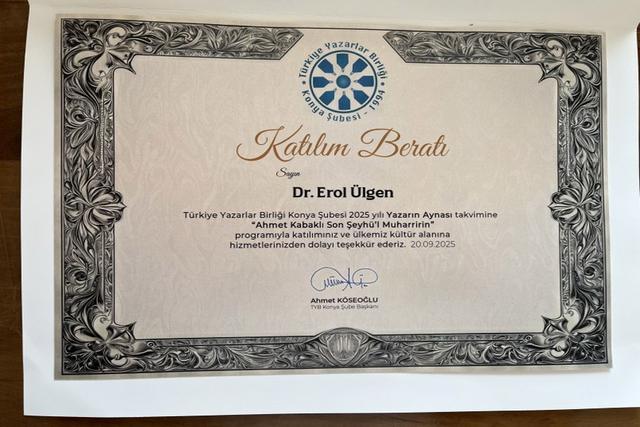 Türkiye Yazarlar Birliği
Konya Şubesi - 1994
Katılım Beratı
Sayın
Dr. Erol Ülgen
Türkiye Yazarlar Birliği Konya Şubesi 2025 yılı Yazarın Aynası takvimine
"Ahmet Kabaklı Son Şeyhü'l Muharririn"
programıyla katılımınız ve ülkemiz kültür alanına
hizmetlerinizden dolayı teşekkür ederiz. 20.09.2025
Ahmet KÖSEOĞLU
TYB Konya Şube Başkanı